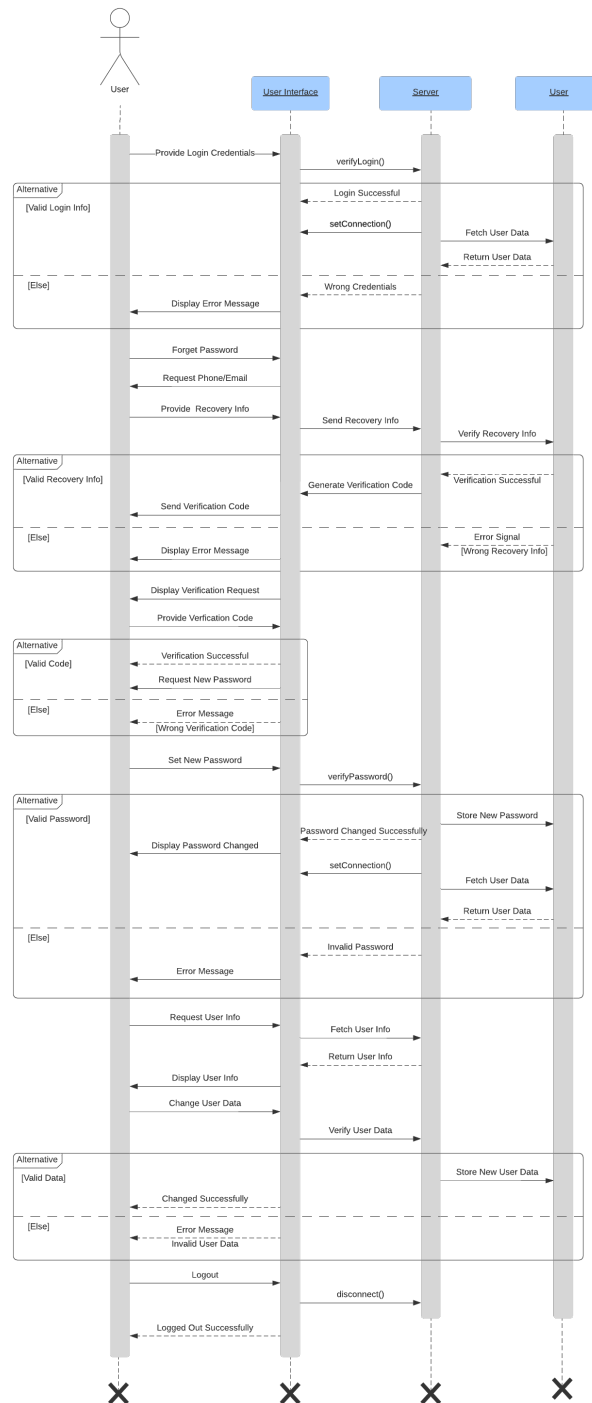 User
User Interface
Server
User
Provide Login Credentials
verifyLogin()
Alternative
Login Successful
[Valid Login Info]
setConnection()
Fetch User Data
Return User Data
[Else]
Wrong Credentials
Display Error Message
Forget Password
Request Phone/Email
Provide Recovery Info
Send Recovery Info
Verify Recovery Info
Alternative
[Valid Recovery Info]
Verification Successful
Generate Verification Code
Send Verification Code
[Else]
Error Signal
[Wrong Recovery Info]
Display Error Message
Display Verification Request
Provide Verfication Code
Alternative
Verification Successful
[Valid Code]
Request New Password
[Else]
Error Message
[Wrong Verification Code]
Set New Password
verifyPassword()
Alternative
[Valid Password]
Store New Password
Password Changed Successfully
Display Password Changed
setConnection()
Fetch User Data
Return User Data
[Else]
Invalid Password
Error Message
Request User Info
Fetch User Info
Return User Info
Display User Info
Change User Data
Verify User Data
Alternative
[Valid Data]
Store New User Data
Changed Successfully
[Else]
Error Message
Invalid User Data
Logout
disconnect()
Logged Out Successfully